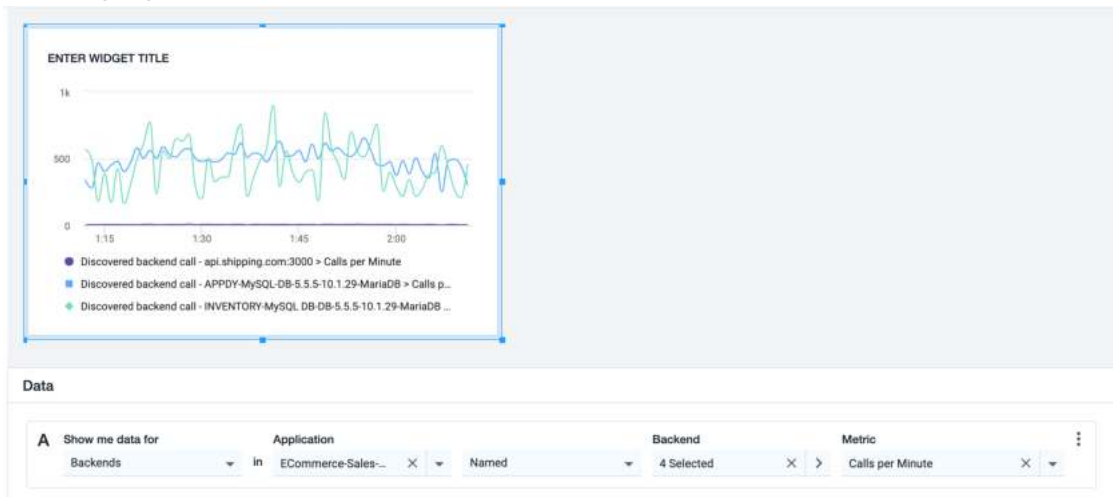 ENTER WIDGET TITLE
1k
500
0
1:15 1:30 1:45 2:00
Discovered backend call - api.shipping.com:3000 > Calls per Minute
Discovered backend call - APPDY-MySQL-DB-5.5.5-10.1.29-MariaDB > Calls p...
Discovered backend call - INVENTORY-MySQL DB-DB-5.5.5-10.1.29-MariaDB ...
Data
A Show me data for Application Backend Metric
Backends in ECommerce-Sales-... Named 4 Selected Calls per Minute